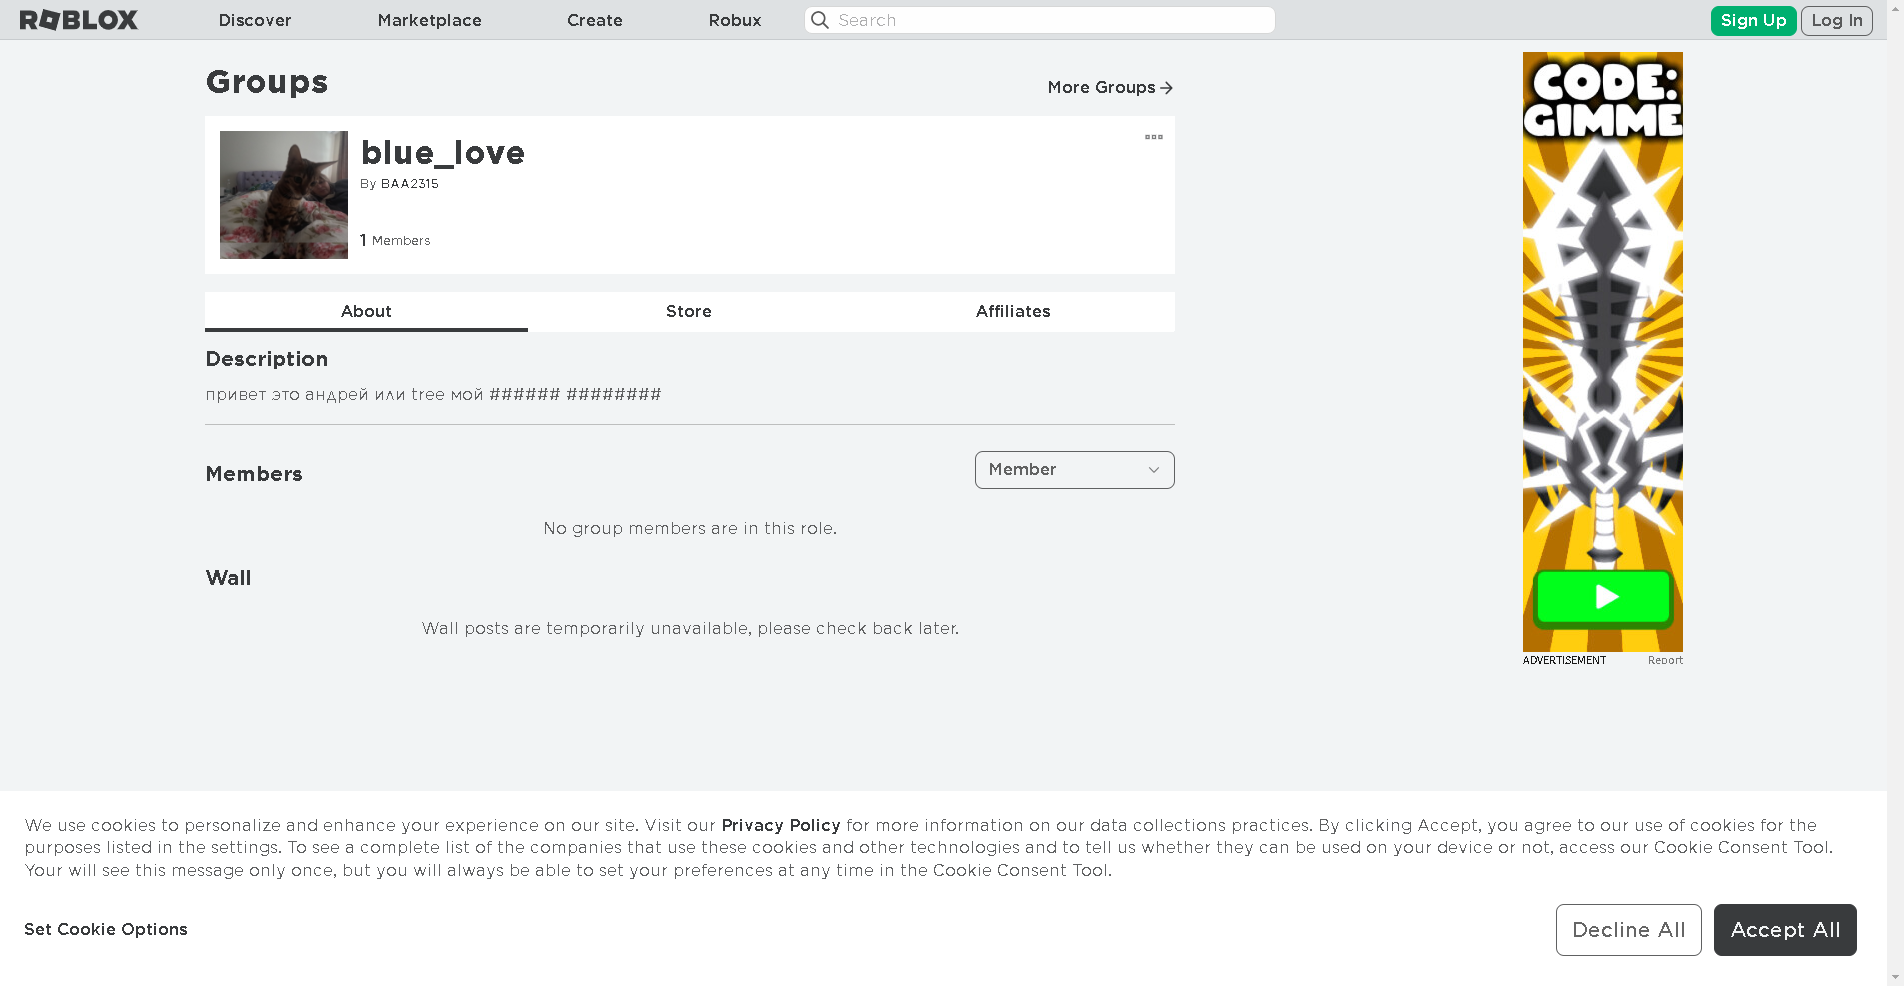 ROBLOX
Discover
Marketplace
Create
Robux
Search
Sign Up
Log In
Groups
More Groups
blue_love
By BAA2315
1 Members
About
Store
Affiliates
Description
привет это андрей или tree мой ###### ########
Members
Member
No group members are in this role.
Wall
Wall posts are temporarily unavailable, please check back later.
CODE:
GIMME
ADVERTISEMENT
Report
We use cookies to personalize and enhance your experience on our site. Visit our Privacy Policy for more information on our data collections practices. By clicking Accept, you agree to our use of cookies for the
purposes listed in the settings. To see a complete list of the companies that use these cookies and other technologies and to tell us whether they can be used on your device or not, access our Cookie Consent Tool.
Your will see this message only once, but you will always be able to set your preferences at any time in the Cookie Consent Tool.
Set Cookie Options
Decline All
Accept All